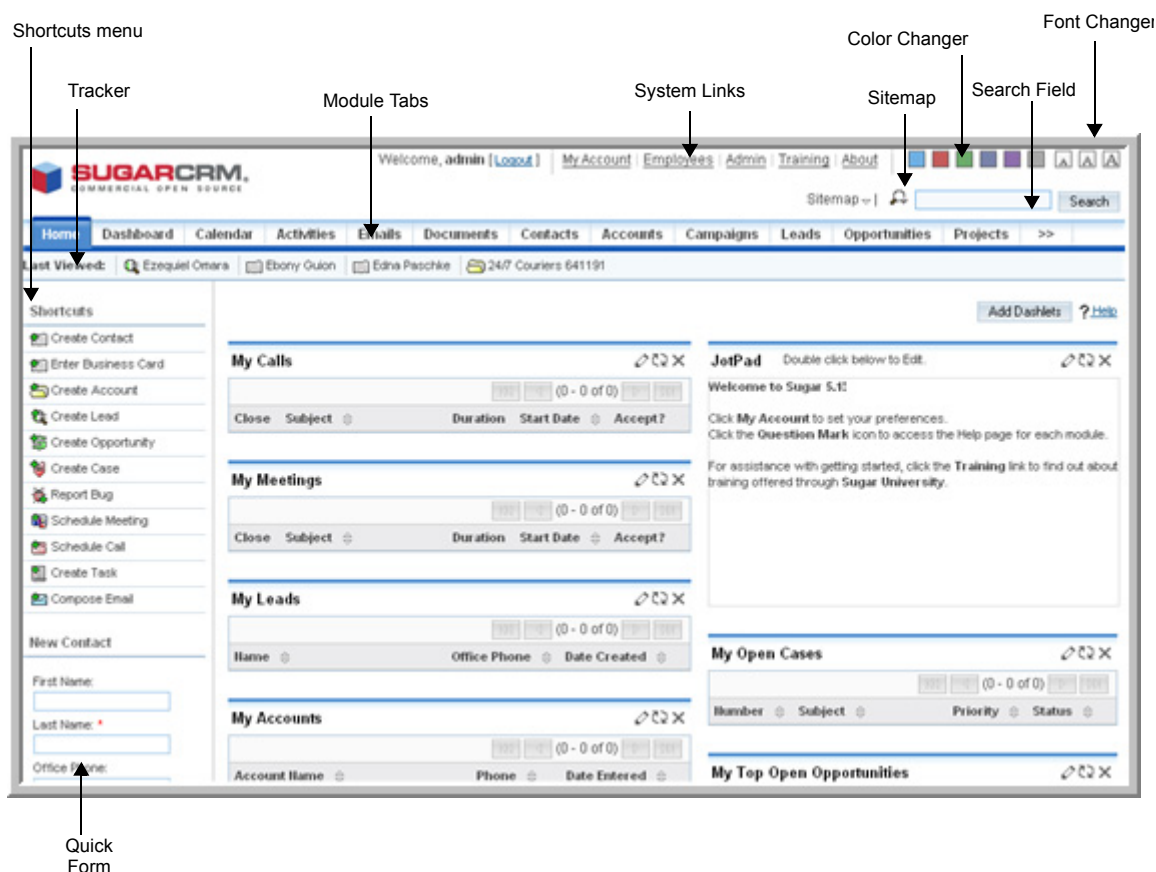 Shortcuts menu
Font Changer
Color Changer
Tracker
Module Tabs
System Links
Sitemap
Search Field
SUGARCRM.
COMMERCIAL OPEN SOURCE
Welcome, admin [ Logout ] My Account | Employees | Admin | Training | About
A A A
Sitemap | Search
Home Dashboard Calendar Activities Emails Documents Contacts Accounts Campaigns Leads Opportunities Projects >>
Last Viewed: Ezequiel Omara Ebony Guion Edna Paschke 24/7 Couriers 641191
Shortcuts
Create Contact
Enter Business Card
Create Account
Create Lead
Create Opportunity
Create Case
Report Bug
Schedule Meeting
Schedule Call
Create Task
Compose Email
New Contact
First Name:
Last Name: *
Office Phone:
Add Dashlets ? Help
My Calls
(0 - 0 of 0)
Close Subject Duration Start Date Accept?
My Meetings
(0 - 0 of 0)
Close Subject Duration Start Date Accept?
My Leads
(0 - 0 of 0)
Name Office Phone Date Created
My Accounts
(0 - 0 of 0)
Account Name Phone Date Entered
JotPad Double click below to Edit.
Welcome to Sugar 5.1!
Click My Account to set your preferences.
Click the Question Mark icon to access the Help page for each module.
For assistance with getting started, click the Training link to find out about
training offered through Sugar University.
My Open Cases
(0 - 0 of 0)
Number Subject Priority Status
My Top Open Opportunities
Quick
Form